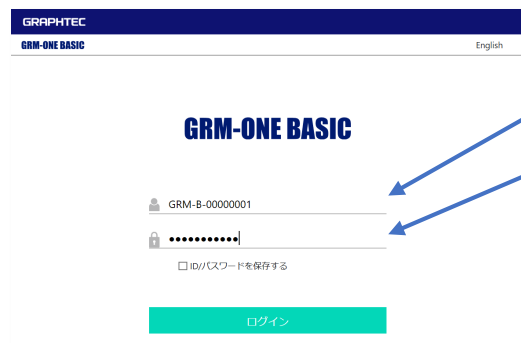 GRAPHTEC
GRM-ONE BASIC
English
GRM-ONE BASIC
GRM-B-00000001
●●●●●●●●●●●
ID/パスワードを保存する
ログイン